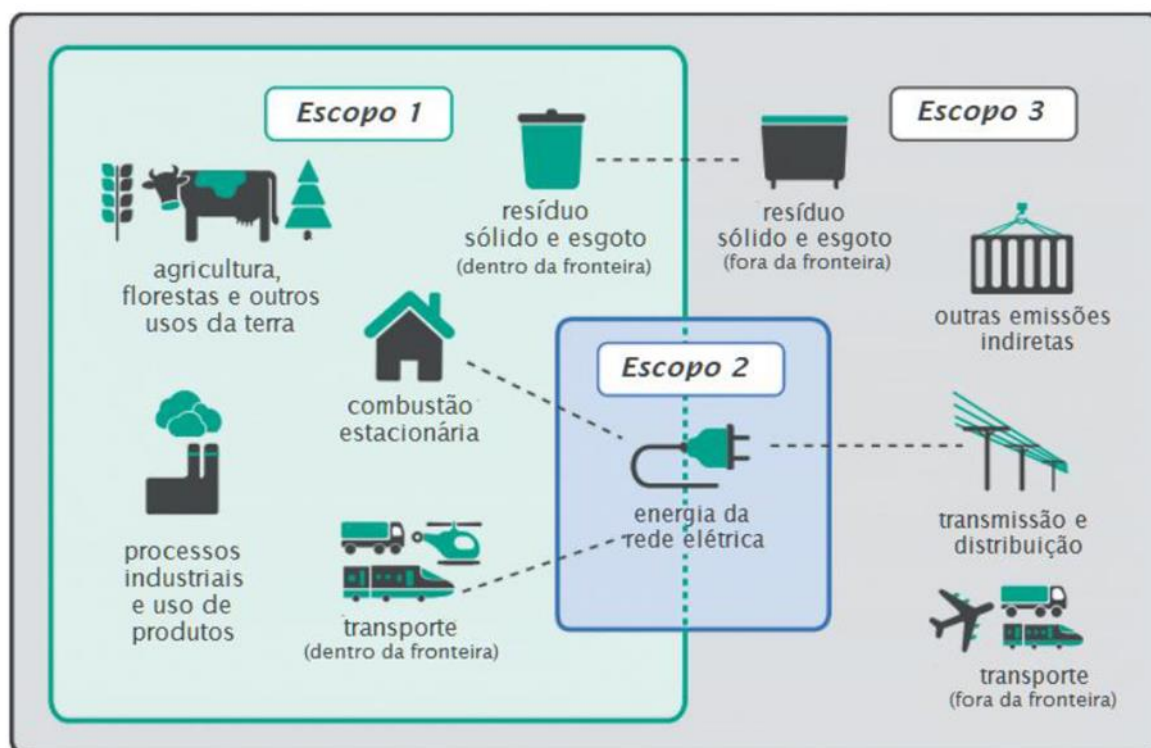 Escopo 1
Escopo 3
resíduo
sólido e esgoto
(dentro da fronteira)
resíduo
sólido e esgoto
(fora da fronteira)
agricultura,
florestas e outros
usos da terra
outras emissões
indiretas
Escopo 2
combustão
estacionária
energia da
rede elétrica
transmissão e
distribuição
processos
industriais
e uso de
produtos
transporte
(dentro da fronteira)
transporte
(fora da fronteira)